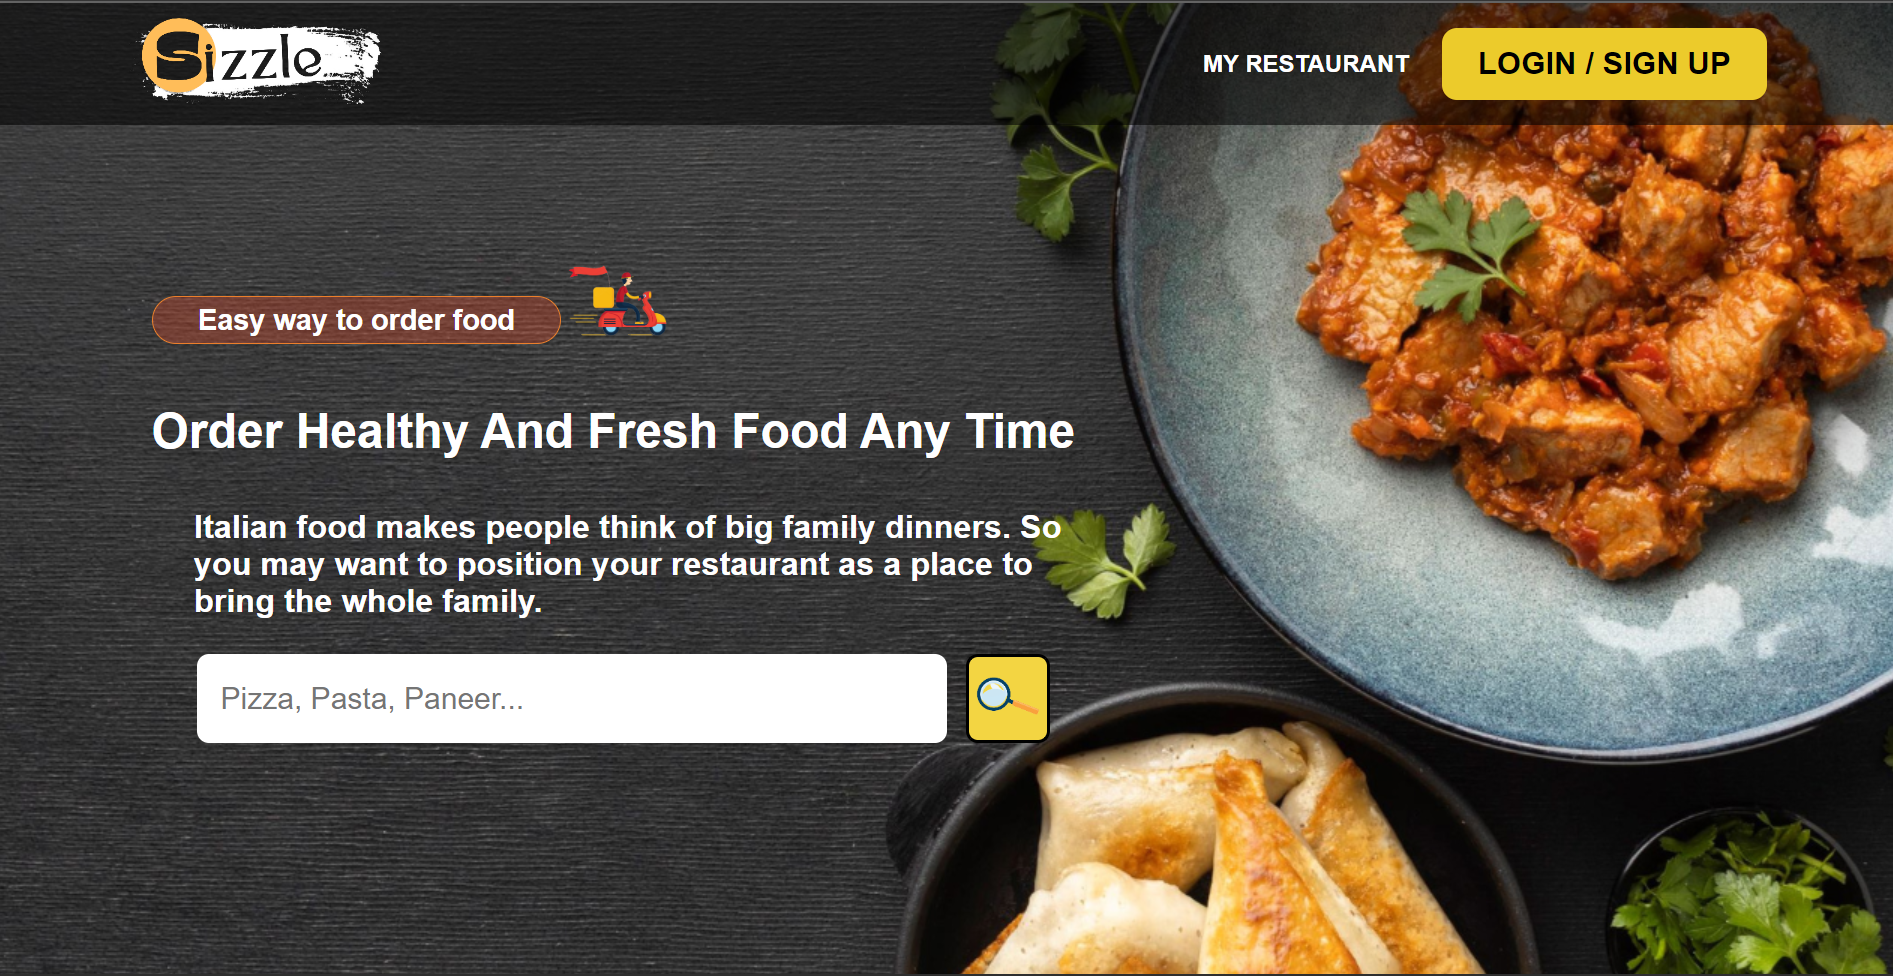 Sizzle
MY RESTAURANT
LOGIN / SIGN UP
Easy way to order food
Order Healthy And Fresh Food Any Time
Italian food makes people think of big family dinners. So
you may want to position your restaurant as a place to
bring the whole family.
Pizza, Pasta, Paneer...